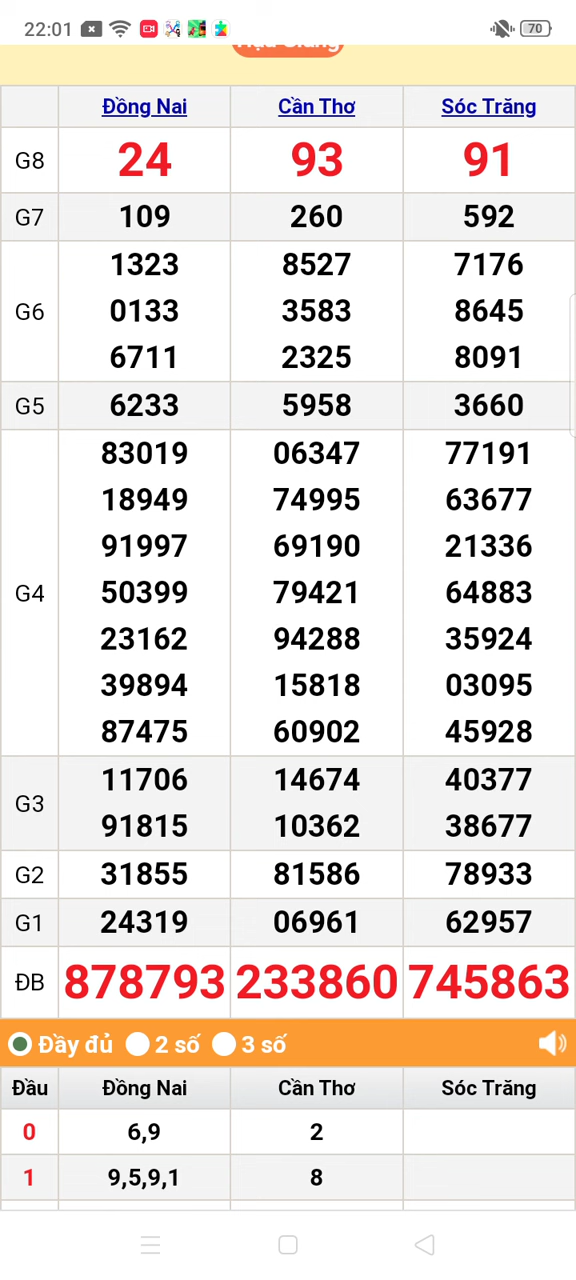 22:01 70
Đồng Nai Cần Thơ Sóc Trăng
G8 24 93 91
G7 109 260 592
1323 8527 7176
G6 0133 3583 8645
6711 2325 8091
G5 6233 5958 3660
83019 06347 77191
18949 74995 63677
91997 69190 21336
G4 50399 79421 64883
23162 94288 35924
39894 15818 03095
87475 60902 45928
G3 11706 14674 40377
91815 10362 38677
G2 31855 81586 78933
G1 24319 06961 62957
ĐB 878793 233860 745863
Đầy đủ 2 số 3 số
Đầu Đồng Nai Cần Thơ Sóc Trăng
0 6,9 2
1 9,5,9,1 8